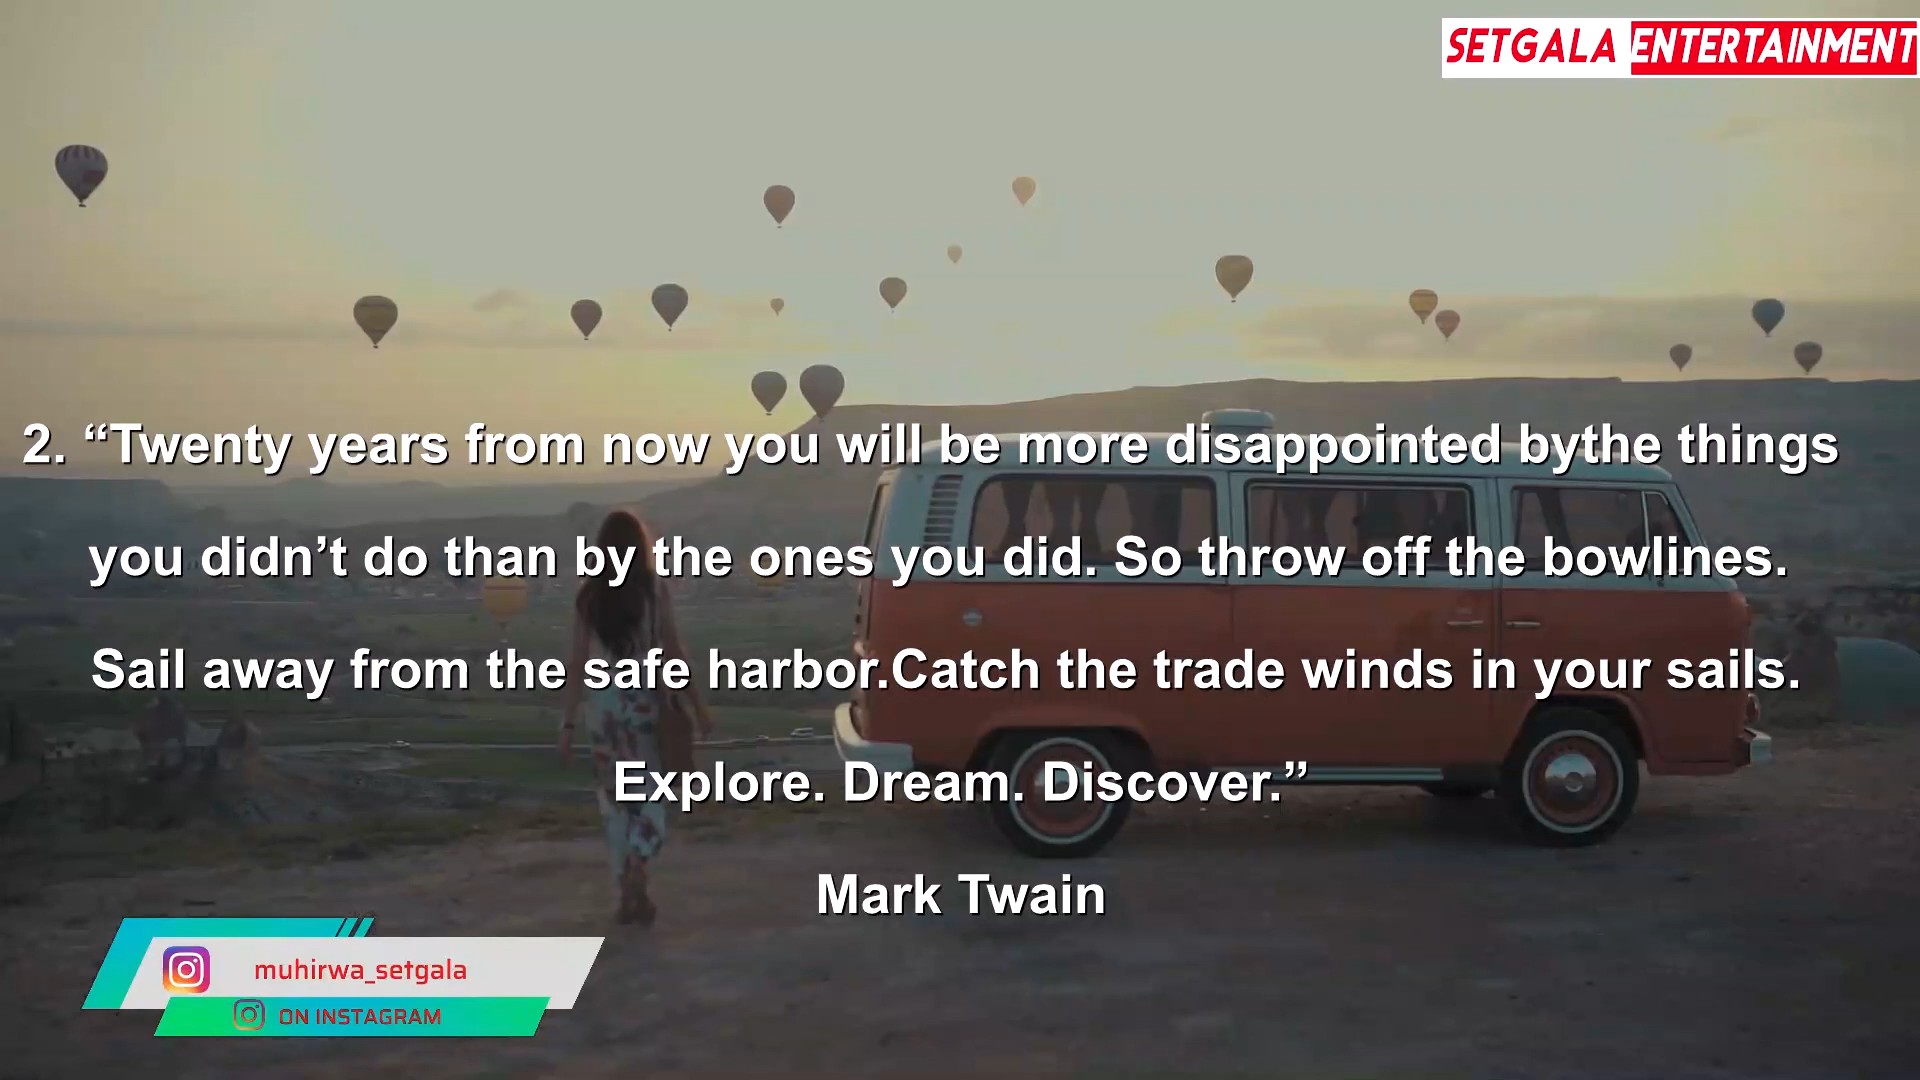 SETGALA ENTERTAINMENT
2. “Twenty years from now you will be more disappointed bythe things
you didn’t do than by the ones you did. So throw off the bowlines.
Sail away from the safe harbor.Catch the trade winds in your sails.
Explore. Dream. Discover.”
Mark Twain
muhirwa_setgala
ON INSTAGRAM